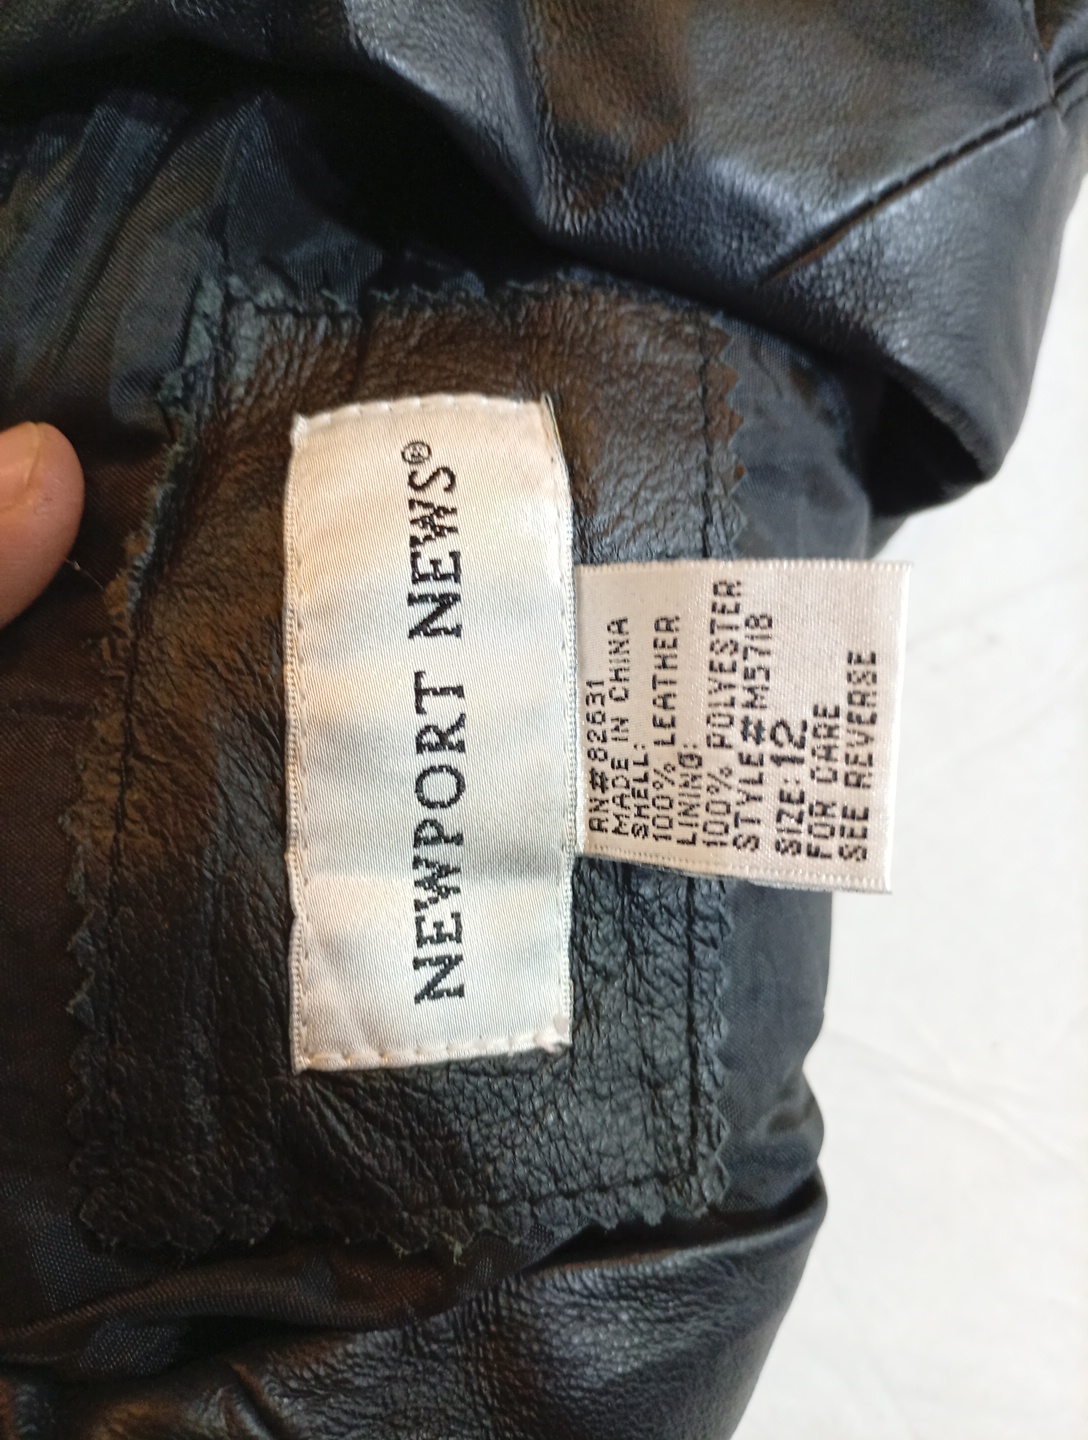 NEWPORT NEWS®
RN#82631
MADE IN CHINA
SHELL:
100% LEATHER
LINING:
100% POLYESTER
STYLE#M5718
SIZE:12
FOR CARE
SEE REVERSE